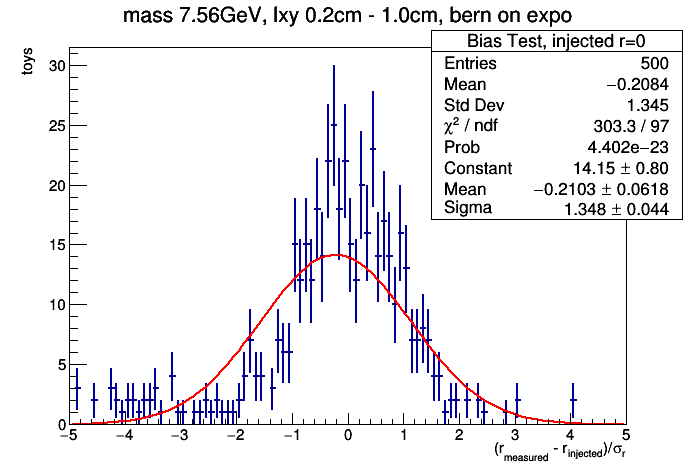 mass 7.56GeV, lxy 0.2cm - 1.0cm, bern on expo
Bias Test, injected r=0
Entries 500
Mean −0.2084
Std Dev 1.345
χ² / ndf 303.3 / 97
Prob 4.402e−23
Constant 14.15 ± 0.80
Mean −0.2103 ± 0.0618
Sigma 1.348 ± 0.044
toys
30
25
20
15
10
5
0
−5 −4 −3 −2 −1 0 1 2 3 4 5
(r_measured - r_injected)/σ_r